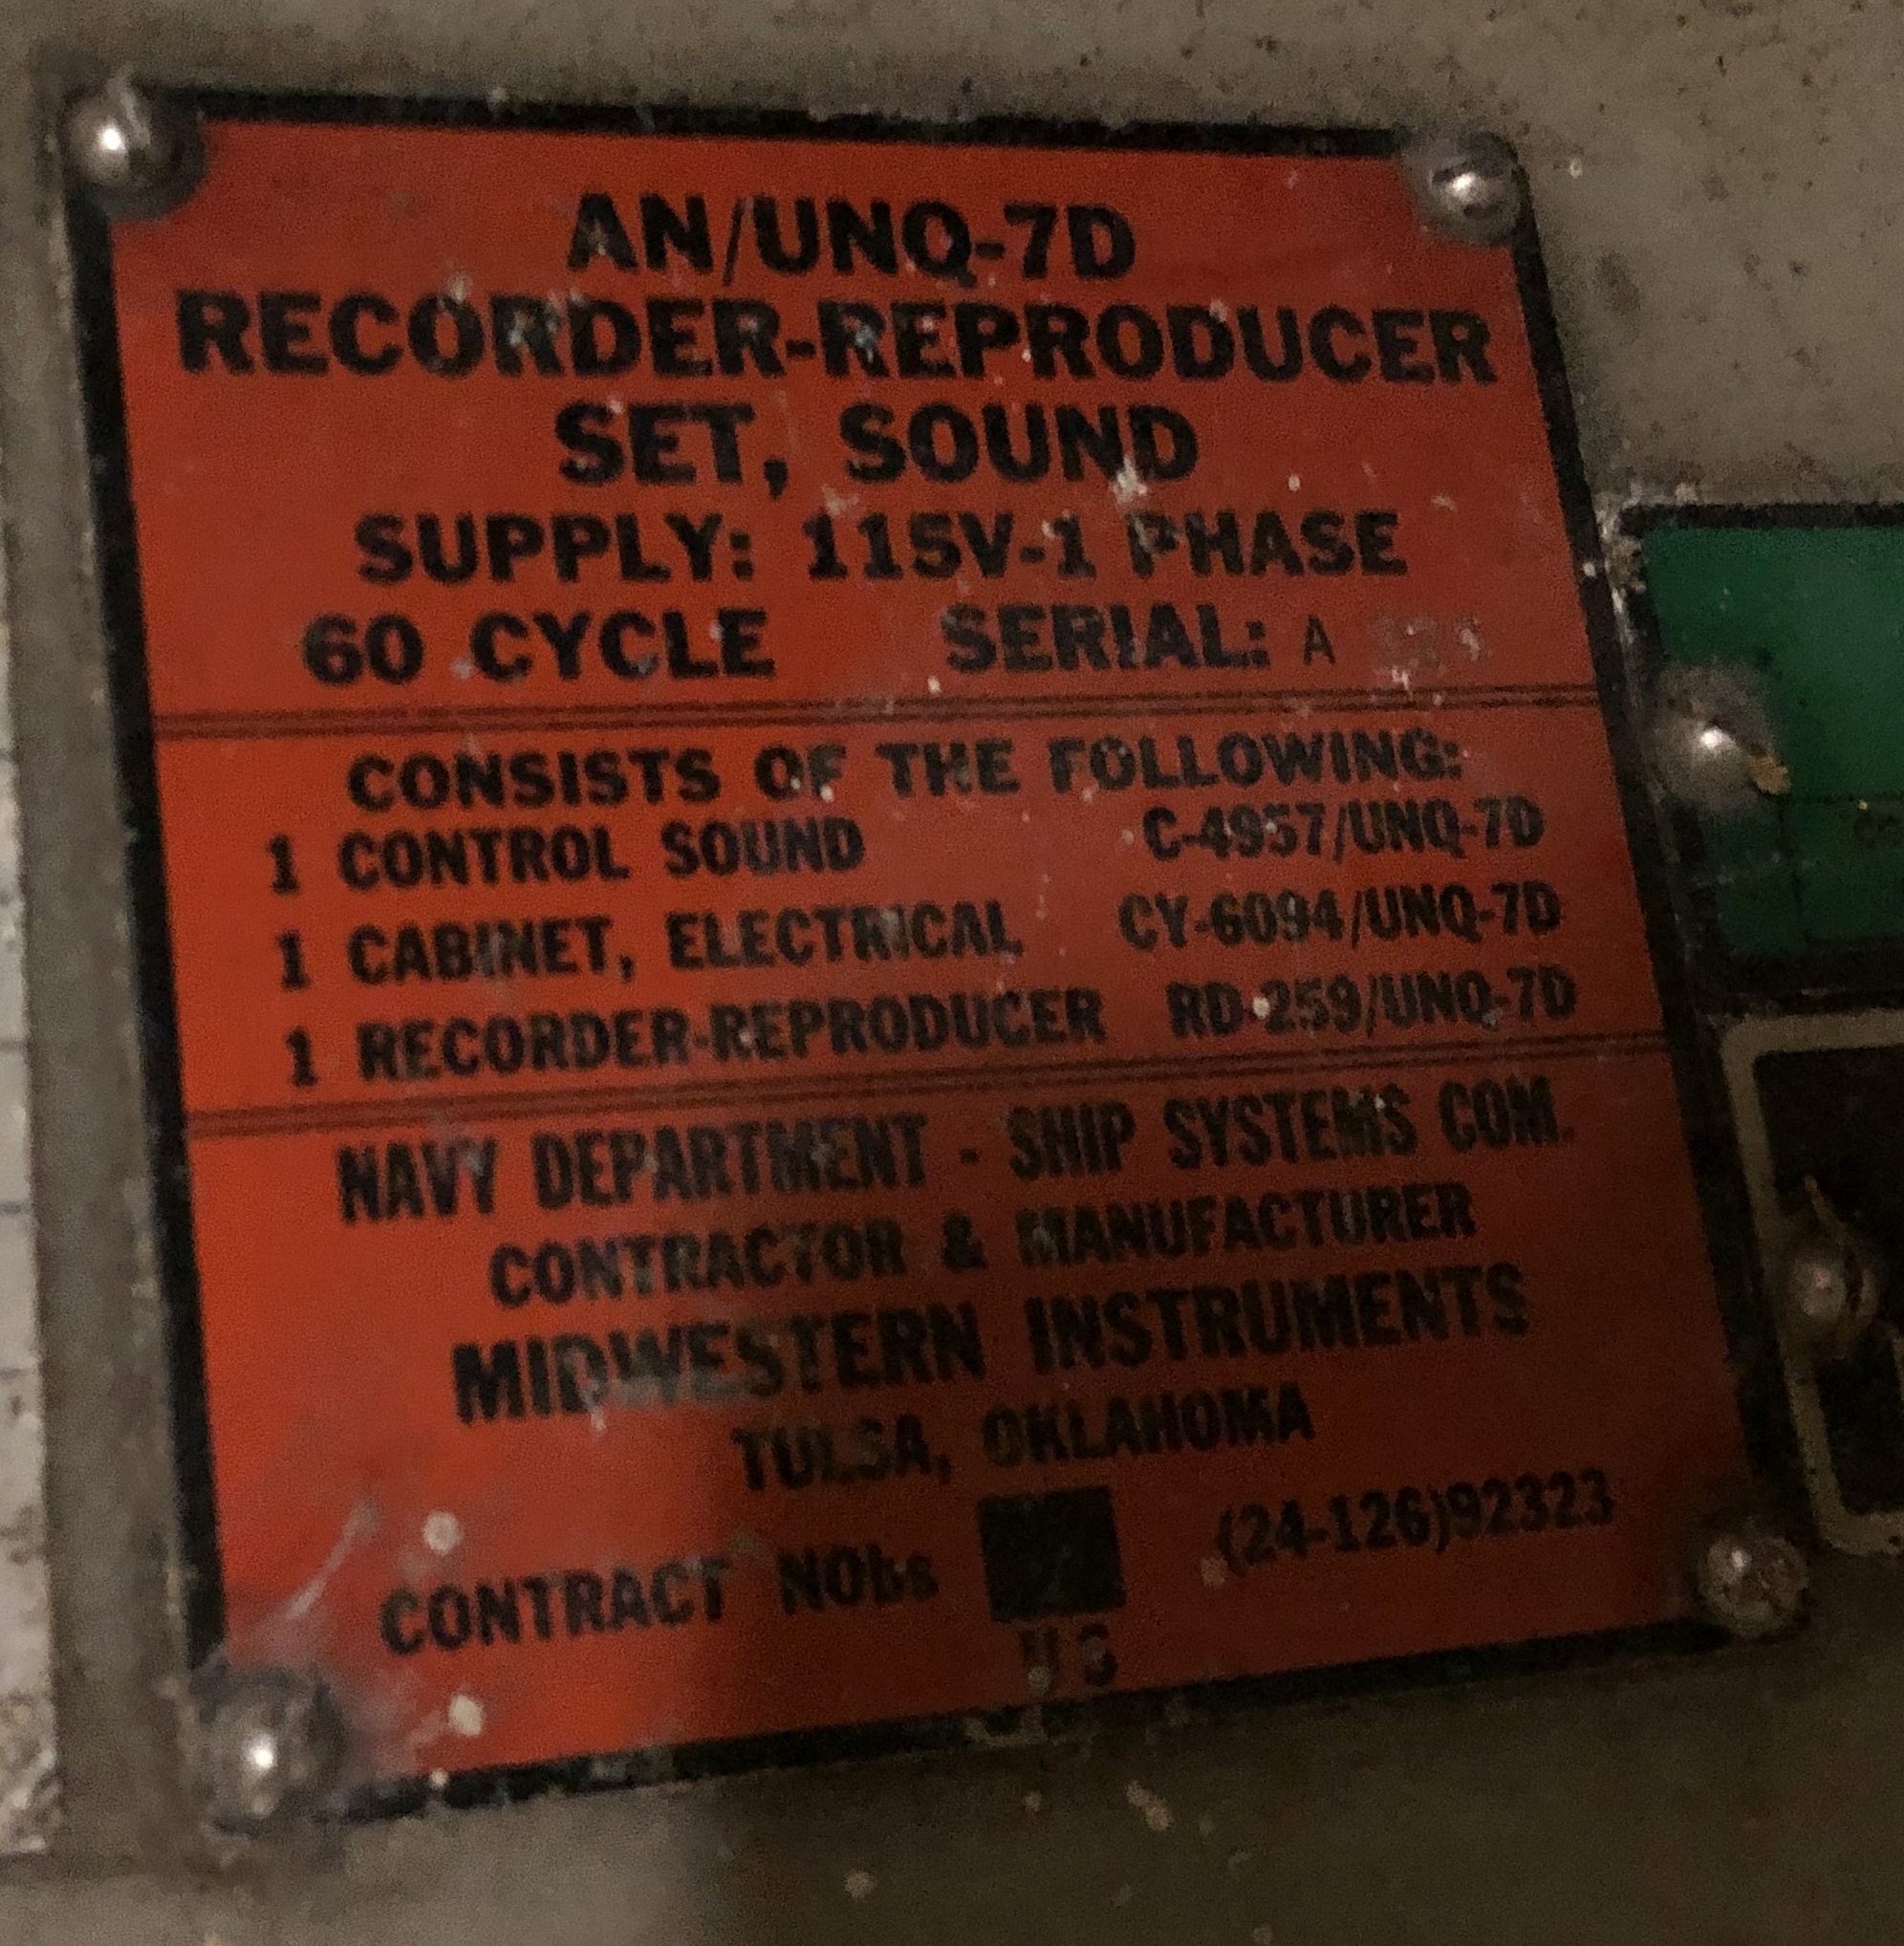 AN/UNQ-7D
RECORDER-REPRODUCER
SET, SOUND
SUPPLY: 115V-1 PHASE
60 CYCLE SERIAL: A
CONSISTS OF THE FOLLOWING:
1 CONTROL SOUND C-4957/UNQ-7D
1 CABINET, ELECTRICAL CY-6094/UNQ-7D
1 RECORDER-REPRODUCER RD-259/UNQ-7D
NAVY DEPARTMENT - SHIP SYSTEMS COM.
CONTRACTOR & MANUFACTURER
MIDWESTERN INSTRUMENTS
TULSA, OKLAHOMA
CONTRACT NObs (24-126)92323
U S